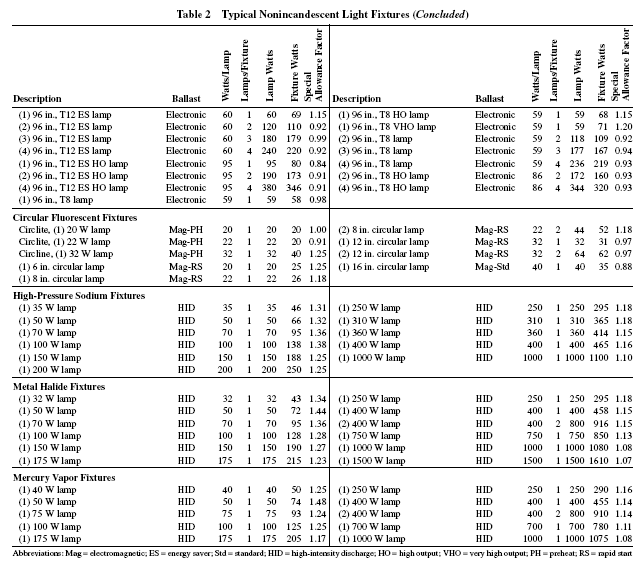 Table 2 Typical Nonincandescent Light Fixtures (Concluded)
Description Ballast Watts/Lamp Lamps/Fixture Lamp Watts Fixture Watts Special Allowance Factor Description Ballast Watts/Lamp Lamps/Fixture Lamp Watts Fixture Watts Special Allowance Factor
(1) 96 in., T12 ES lamp Electronic 60 1 60 69 1.15 (1) 96 in., T8 HO lamp Electronic 59 1 59 68 1.15
(2) 96 in., T12 ES lamp Electronic 60 2 120 110 0.92 (1) 96 in., T8 VHO lamp Electronic 59 1 59 71 1.20
(3) 96 in., T12 ES lamp Electronic 60 3 180 179 0.99 (2) 96 in., T8 lamp Electronic 59 2 118 109 0.92
(4) 96 in., T12 ES lamp Electronic 60 4 240 220 0.92 (3) 96 in., T8 lamp Electronic 59 3 177 167 0.94
(1) 96 in., T12 ES HO lamp Electronic 95 1 95 80 0.84 (4) 96 in., T8 lamp Electronic 59 4 236 219 0.93
(2) 96 in., T12 ES HO lamp Electronic 95 2 190 173 0.91 (2) 96 in., T8 HO lamp Electronic 86 2 172 160 0.93
(4) 96 in., T12 ES HO lamp Electronic 95 4 380 346 0.91 (4) 96 in., T8 HO lamp Electronic 86 4 344 320 0.93
(1) 96 in., T8 lamp Electronic 59 1 59 58 0.98
Circular Fluorescent Fixtures
Circlite, (1) 20 W lamp Mag-PH 20 1 20 20 1.00 (2) 8 in. circular lamp Mag-RS 22 2 44 52 1.18
Circlite, (1) 22 W lamp Mag-PH 22 1 22 20 0.91 (1) 12 in. circular lamp Mag-RS 32 1 32 31 0.97
Circline, (1) 32 W lamp Mag-PH 32 1 32 40 1.25 (2) 12 in. circular lamp Mag-RS 32 2 64 62 0.97
(1) 6 in. circular lamp Mag-RS 20 1 20 25 1.25 (1) 16 in. circular lamp Mag-Std 40 1 40 35 0.88
(1) 8 in. circular lamp Mag-RS 22 1 22 26 1.18
High-Pressure Sodium Fixtures
(1) 35 W lamp HID 35 1 35 46 1.31 (1) 250 W lamp HID 250 1 250 295 1.18
(1) 50 W lamp HID 50 1 50 66 1.32 (1) 310 W lamp HID 310 1 310 365 1.18
(1) 70 W lamp HID 70 1 70 95 1.36 (1) 360 W lamp HID 360 1 360 414 1.15
(1) 100 W lamp HID 100 1 100 138 1.38 (1) 400 W lamp HID 400 1 400 465 1.16
(1) 150 W lamp HID 150 1 150 188 1.25 (1) 1000 W lamp HID 1000 1 1000 1100 1.10
(1) 200 W lamp HID 200 1 200 250 1.25
Metal Halide Fixtures
(1) 32 W lamp HID 32 1 32 43 1.34 (1) 250 W lamp HID 250 1 250 295 1.18
(1) 50 W lamp HID 50 1 50 72 1.44 (1) 400 W lamp HID 400 1 400 458 1.15
(1) 70 W lamp HID 70 1 70 95 1.36 (2) 400 W lamp HID 400 2 800 916 1.15
(1) 100 W lamp HID 100 1 100 128 1.28 (1) 750 W lamp HID 750 1 750 850 1.13
(1) 150 W lamp HID 150 1 150 190 1.27 (1) 1000 W lamp HID 1000 1 1000 1080 1.08
(1) 175 W lamp HID 175 1 175 215 1.23 (1) 1500 W lamp HID 1500 1 1500 1610 1.07
Mercury Vapor Fixtures
(1) 40 W lamp HID 40 1 40 50 1.25 (1) 250 W lamp HID 250 1 250 290 1.16
(1) 50 W lamp HID 50 1 50 74 1.48 (1) 400 W lamp HID 400 1 400 455 1.14
(1) 75 W lamp HID 75 1 75 93 1.24 (2) 400 W lamp HID 400 2 800 910 1.14
(1) 100 W lamp HID 100 1 100 125 1.25 (1) 700 W lamp HID 700 1 700 780 1.11
(1) 175 W lamp HID 175 1 175 205 1.17 (1) 1000 W lamp HID 1000 1 1000 1075 1.08
Abbreviations: Mag = electromagnetic; ES = energy saver; Std = standard; HID = high-intensity discharge; HO = high output; VHO = very high output; PH = preheat; RS = rapid start